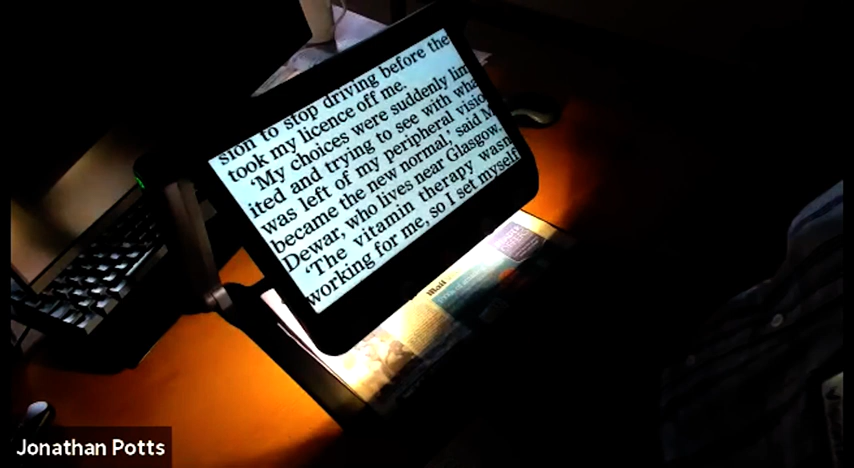 sion to stop driving before the
took my licence off me.
'My choices were suddenly lim
ited and trying to see with wha
was left of my peripheral visio
became the new normal,' said M
Dewar, who lives near Glasgow.
'The vitamin therapy wasn
working for me, so I set myself
Mail
Jonathan Potts